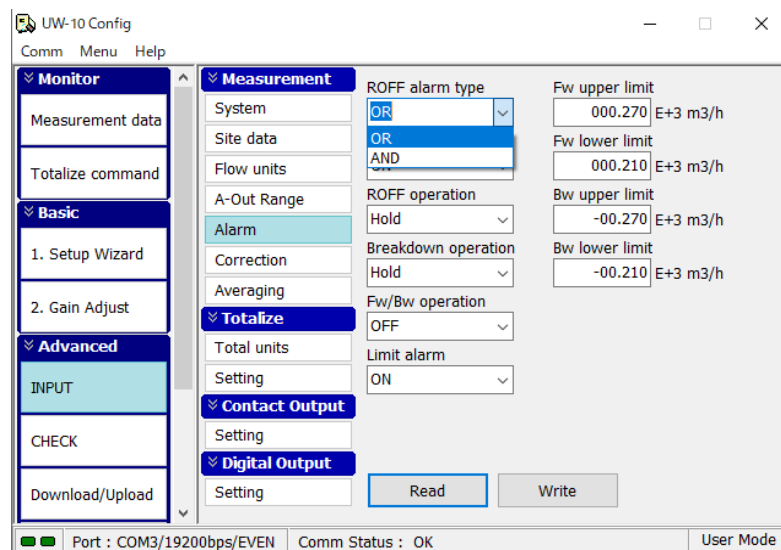 UW-10 Config
Comm Menu Help
Monitor
Measurement data
Totalize command
Basic
1. Setup Wizard
2. Gain Adjust
Advanced
INPUT
CHECK
Download/Upload
Measurement
System
Site data
Flow units
A-Out Range
Alarm
Correction
Averaging
Totalize
Total units
Setting
Contact Output
Setting
Digital Output
Setting
ROFF alarm type
OR
OR
AND
ROFF operation
Hold
Breakdown operation
Hold
Fw/Bw operation
OFF
Limit alarm
ON
Fw upper limit
000.270 E+3 m3/h
Fw lower limit
000.210 E+3 m3/h
Bw upper limit
-00.270 E+3 m3/h
Bw lower limit
-00.210 E+3 m3/h
Read
Write
Port : COM3/19200bps/EVEN
Comm Status : OK
User Mode